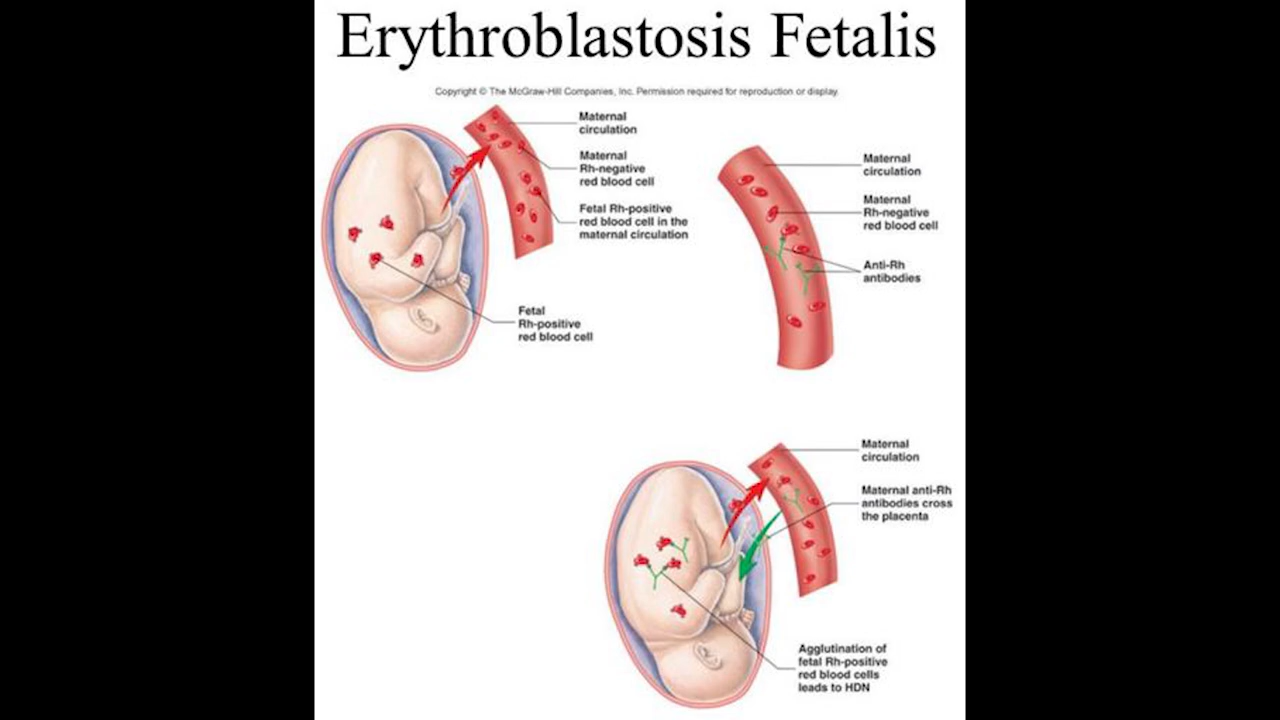 Erythroblastosis Fetalis
Copyright © The McGraw-Hill Companies, Inc. Permission required for reproduction or display.
Maternal
circulation
Maternal
Rh-negative
red blood cell
Fetal Rh-positive
red blood cell in the
maternal circulation
Fetal
Rh-positive
red blood cell
Maternal
circulation
Maternal
Rh-negative
red blood cell
Anti-Rh
antibodies
Maternal
circulation
Maternal anti-Rh
antibodies cross
the placenta
Agglutination of
fetal Rh-positive
red blood cells
leads to HDN